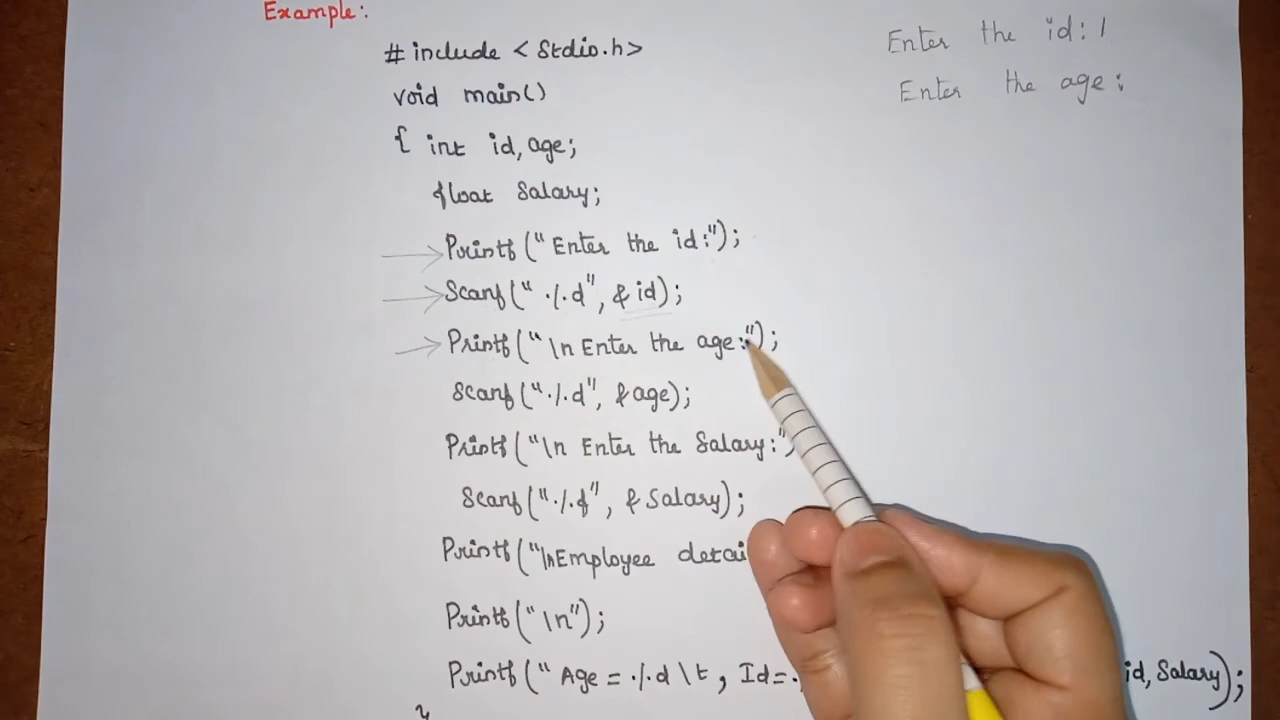 Example:
# include < Stdio.h>
void main()
{ int id, age;
float Salary;
Printf (" Enter the id:");
Scanf (" %d", & id);
Printf (" \n Enter the age:");
Scanf ("%d", & age);
Printf ("\n Enter the Salary:")
Scanf ("%f", & Salary);
Printf ("\nEmployee detai
Printf (" \n");
Printf (" Age = %d \t , Id= id, Salary);
}
Enter the id: 1
Enter the age: